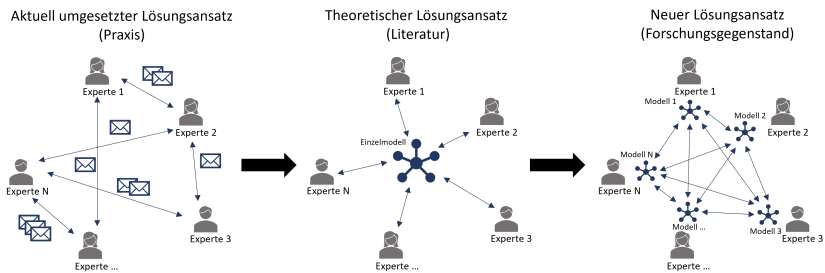 Aktuell umgesetzter Lösungsansatz
(Praxis)
Experte 1
Experte 2
Experte N
Experte 3
Experte ...
Theoretischer Lösungsansatz
(Literatur)
Experte 1
Experte 2
Einzelmodell
Experte N
Experte 3
Experte ...
Neuer Lösungsansatz
(Forschungsgegenstand)
Experte 1
Modell 1
Modell 2
Experte 2
Modell N
Experte N
Modell ...
Modell 3
Experte 3
Experte ...